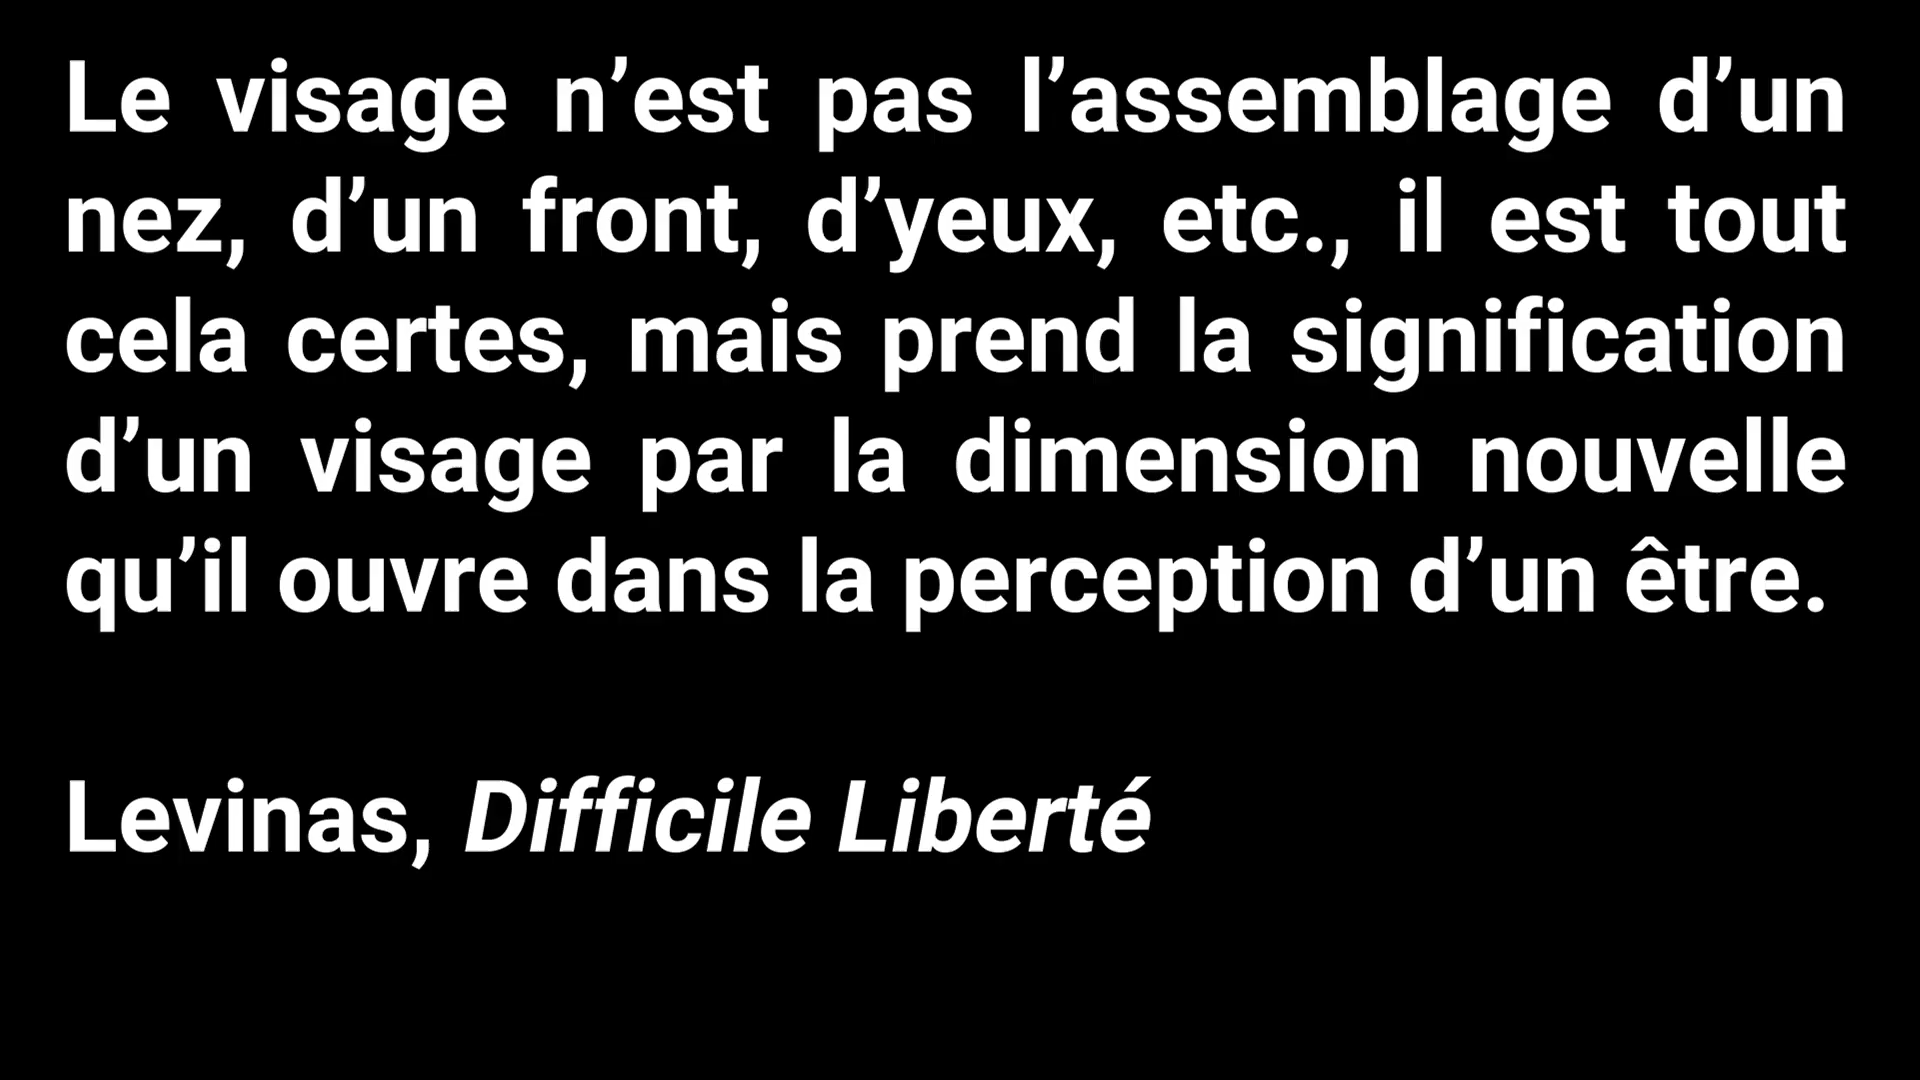 Le visage n’est pas l’assemblage d’un
nez, d’un front, d’yeux, etc., il est tout
cela certes, mais prend la signification
d’un visage par la dimension nouvelle
qu’il ouvre dans la perception d’un être.
Levinas, Difficile Liberté